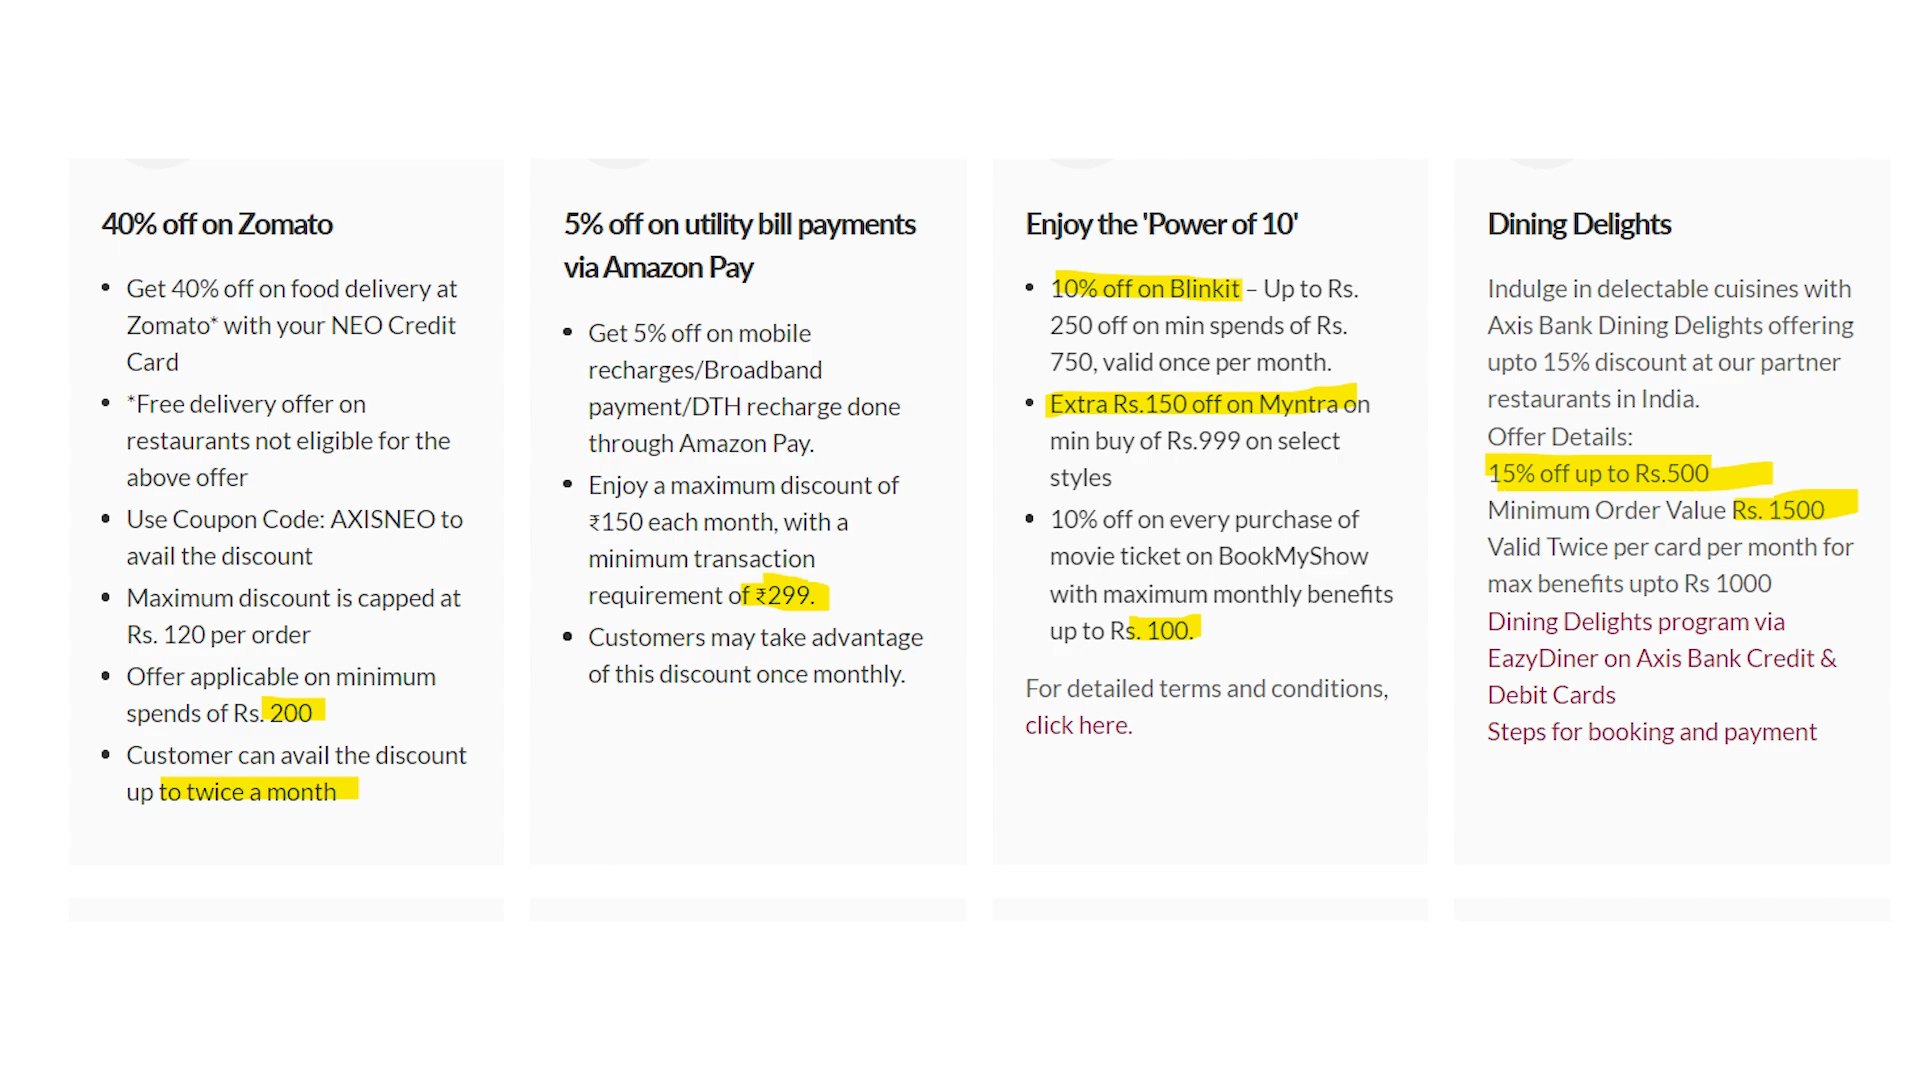 40% off on Zomato
• Get 40% off on food delivery at
Zomato* with your NEO Credit
Card
• *Free delivery offer on
restaurants not eligible for the
above offer
• Use Coupon Code: AXISNEO to
avail the discount
• Maximum discount is capped at
Rs. 120 per order
• Offer applicable on minimum
spends of Rs. 200
• Customer can avail the discount
up to twice a month
5% off on utility bill payments
via Amazon Pay
• Get 5% off on mobile
recharges/Broadband
payment/DTH recharge done
through Amazon Pay.
• Enjoy a maximum discount of
₹150 each month, with a
minimum transaction
requirement of ₹299.
• Customers may take advantage
of this discount once monthly.
Enjoy the 'Power of 10'
• 10% off on Blinkit – Up to Rs.
250 off on min spends of Rs.
750, valid once per month.
• Extra Rs.150 off on Myntra on
min buy of Rs.999 on select
styles
• 10% off on every purchase of
movie ticket on BookMyShow
with maximum monthly benefits
up to Rs. 100.
For detailed terms and conditions,
click here.
Dining Delights
Indulge in delectable cuisines with
Axis Bank Dining Delights offering
upto 15% discount at our partner
restaurants in India.
Offer Details:
15% off up to Rs.500
Minimum Order Value Rs. 1500
Valid Twice per card per month for
max benefits upto Rs 1000
Dining Delights program via
EazyDiner on Axis Bank Credit &
Debit Cards
Steps for booking and payment